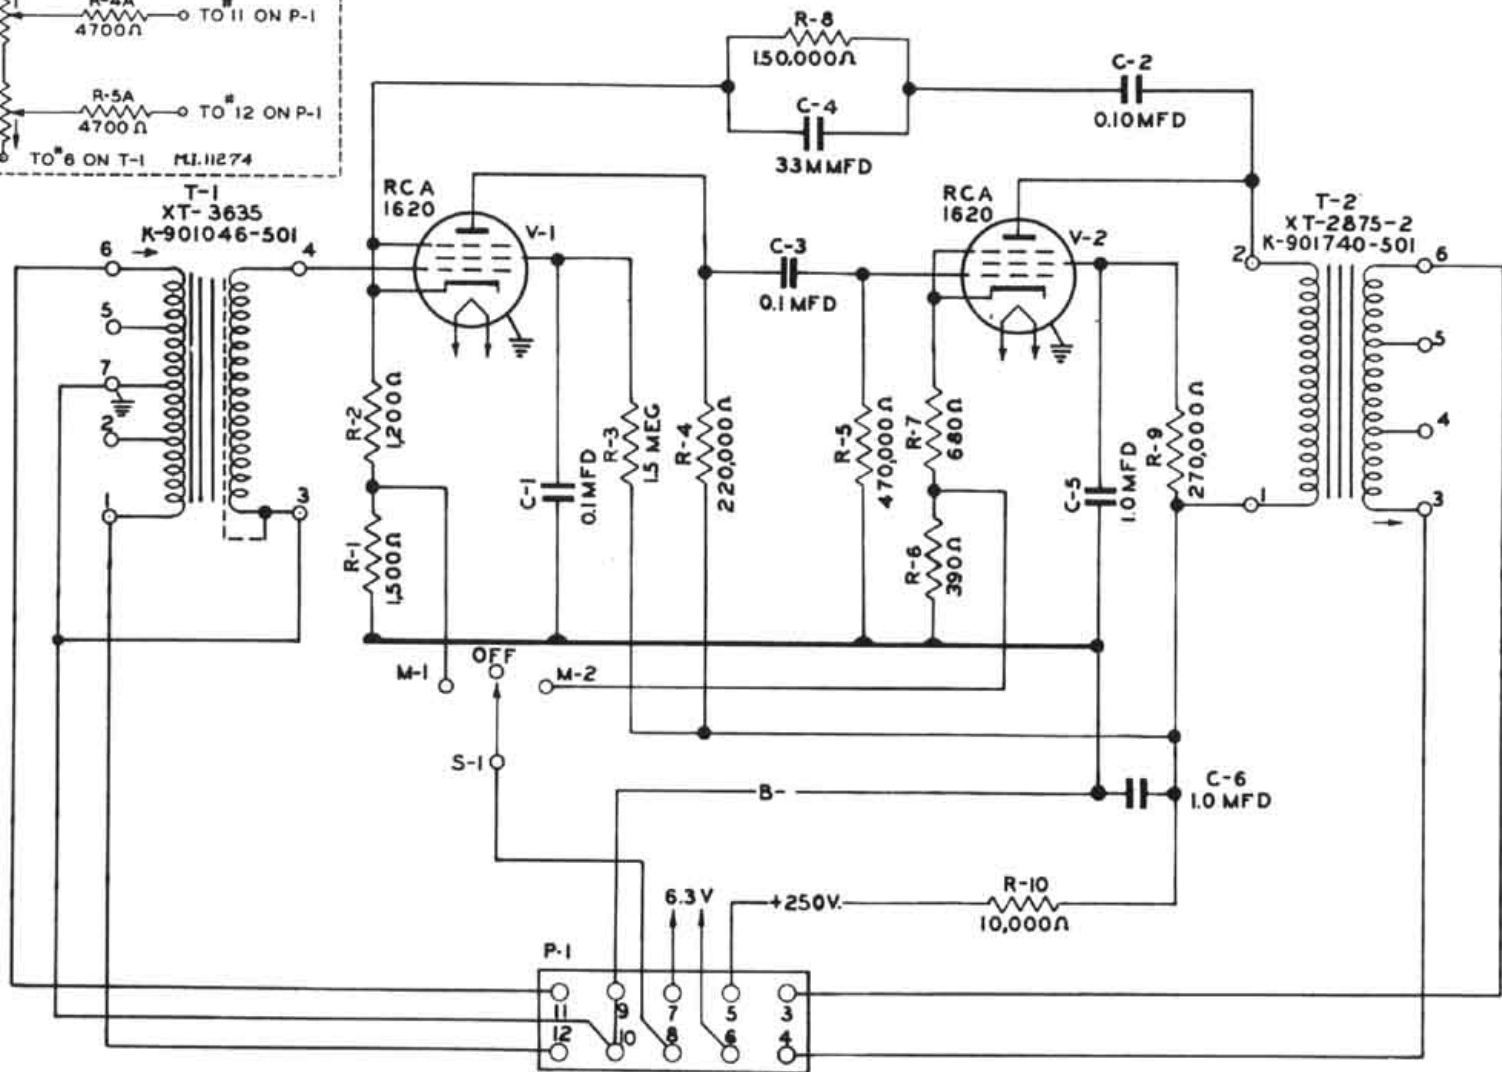 R-4A
4700Ω
TO #11 ON P-1
R-5A
4700Ω
TO #12 ON P-1
TO #6 ON T-1 M.I.11274
R-8
150,000Ω
C-4
33MMFD
C-2
0.10MFD
T-1
XT-3635
K-901046-501
6
5
7
2
1
4
3
RCA
1620
V-1
C-3
0.1MFD
RCA
1620
V-2
T-2
XT-2875-2
K-901740-501
2
1
6
5
4
3
R-2
1,200Ω
R-1
1,500Ω
C-1
0.1MFD
R-3
1.5 MEG
R-4
220,000Ω
R-5
470,000Ω
R-7
680Ω
R-6
390Ω
C-5
1.0 MFD
R-9
270,000Ω
M-1
OFF
M-2
S-1
B-
C-6
1.0 MFD
6.3V
+250V.
R-10
10,000Ω
P-1
11 9 7 5 3
12 10 8 6 4